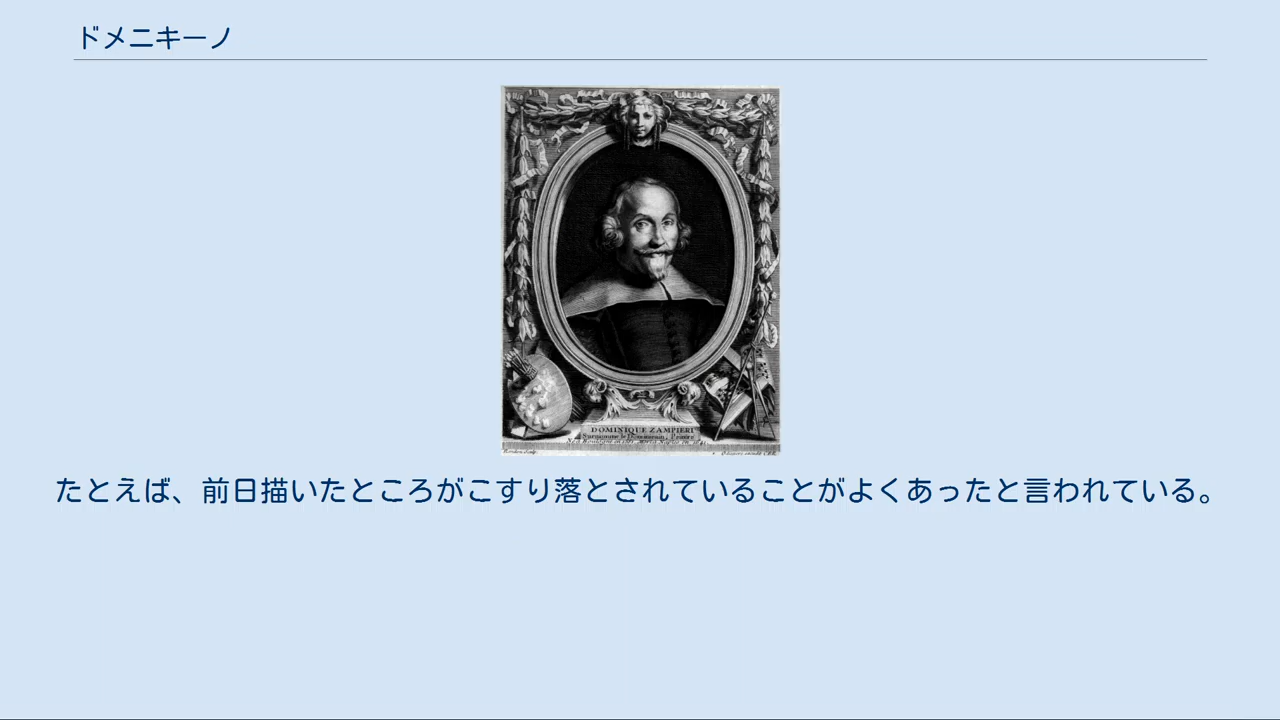 ドメニキーノ
DOMINIQUE ZAMPIERI
たとえば、前日描いたところがこすり落とされていることがよくあったと言われている。